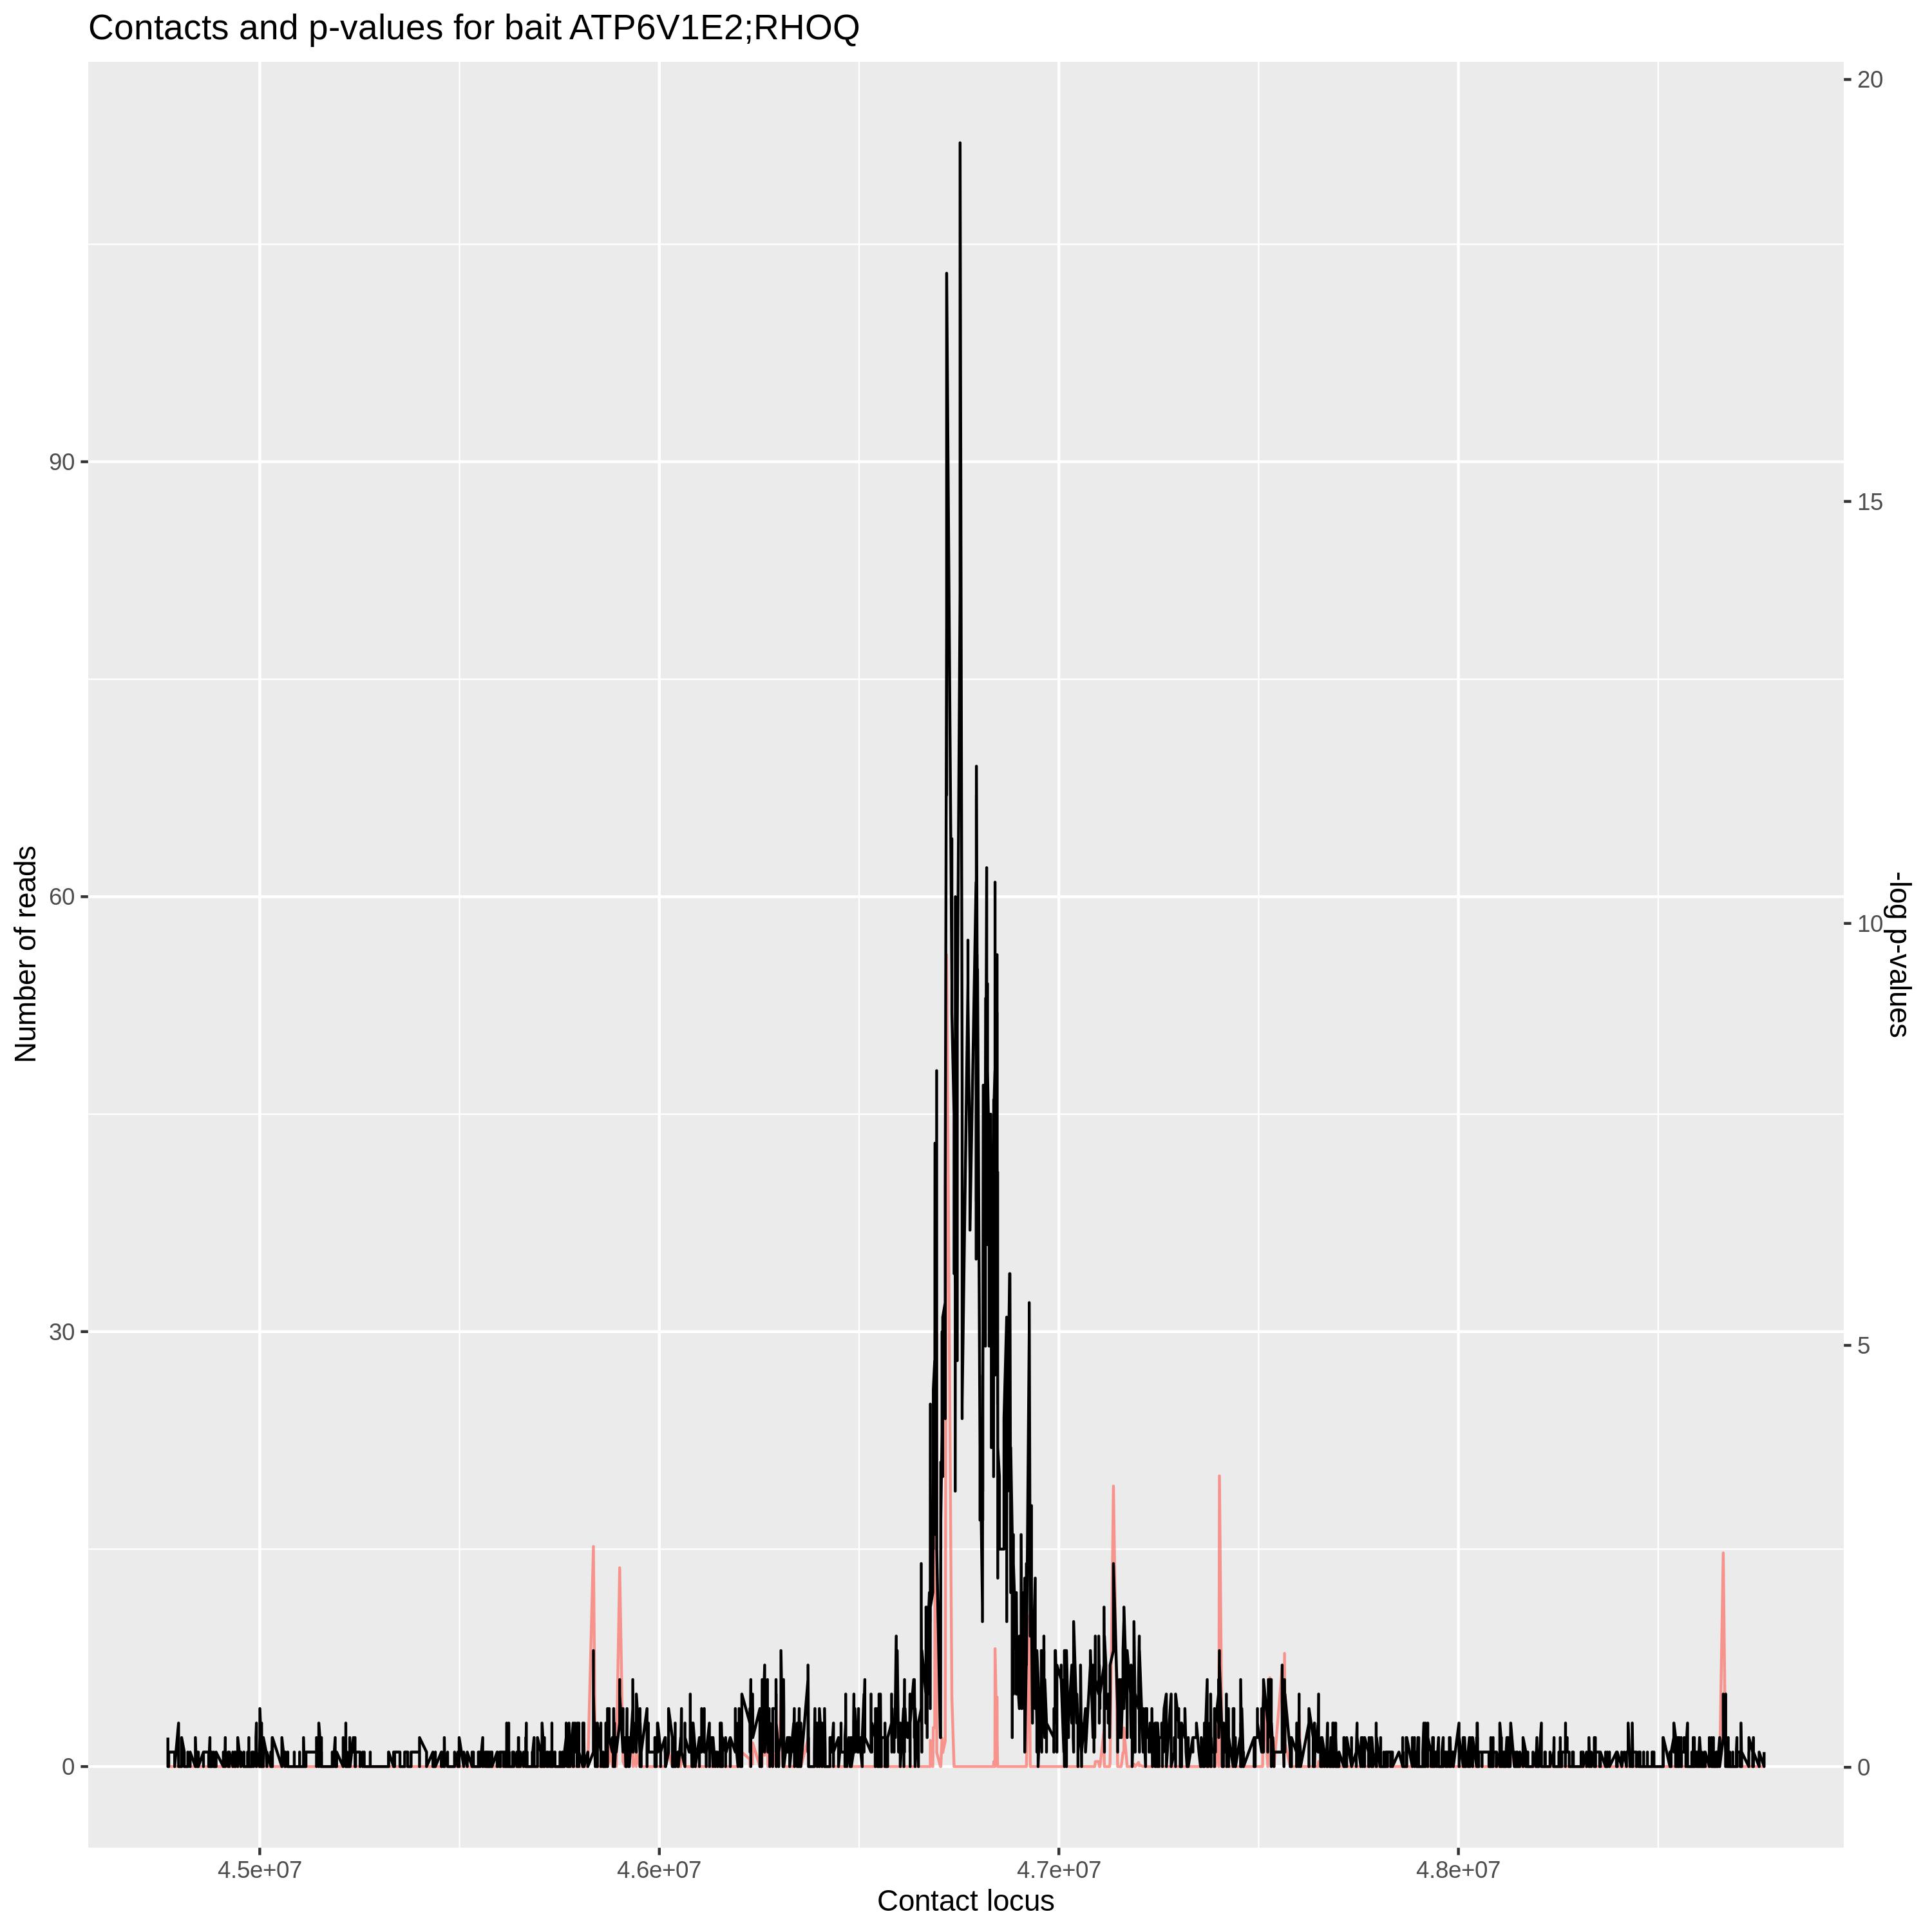 Contacts and p-values for bait ATP6V1E2;RHOQ
20
90
15
Number of reads
60
10
-log p-values
30
5
0
0
4.5e+07 4.6e+07 4.7e+07 4.8e+07
Contact locus